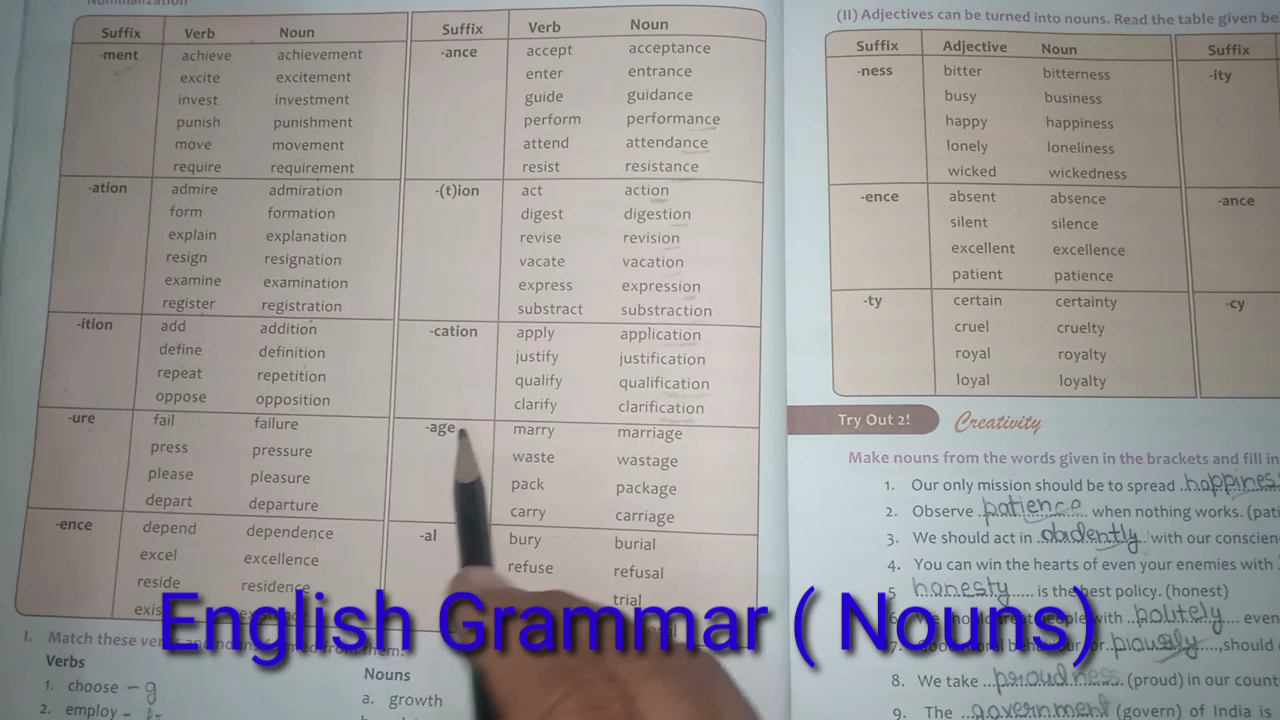 Nominalization
Suffix Verb Noun
-ment achieve achievement
excite excitement
invest investment
punish punishment
move movement
require requirement
-ation admire admiration
form formation
explain explanation
resign resignation
examine examination
register registration
-ition add addition
define definition
repeat repetition
oppose opposition
-ure fail failure
press pressure
please pleasure
depart departure
-ence depend dependence
excel excellence
reside residence
exis
Suffix Verb Noun
-ance accept acceptance
enter entrance
guide guidance
perform performance
attend attendance
resist resistance
-(t)ion act action
digest digestion
revise revision
vacate vacation
express expression
substract substraction
-cation apply application
justify justification
qualify qualification
clarify clarification
-age marry marriage
waste wastage
pack package
carry carriage
-al bury burial
refuse refusal
trial
I. Match these
Verbs Nouns
1. choose – g a. growth
2. employ –
(II) Adjectives can be turned into nouns. Read the table given be
Suffix Adjective Noun Suffix
-ness bitter bitterness -ity
busy business
happy happiness
lonely loneliness
wicked wickedness
-ence absent absence -ance
silent silence
excellent excellence
patient patience
-ty certain certainty -cy
cruel cruelty
royal royalty
loyal loyalty
Try Out 2! Creativity
Make nouns from the words given in the brackets and fill in
1. Our only mission should be to spread happines
2. Observe patience when nothing works. (pati
3. We should act in obidently with our conscien
4. You can win the hearts of even your enemies with
5 honesty is the best policy. (honest)
with politely even
piously, should
8. We take proudness (proud) in our count
9. The government (govern) of India is
English Grammar ( Nouns)